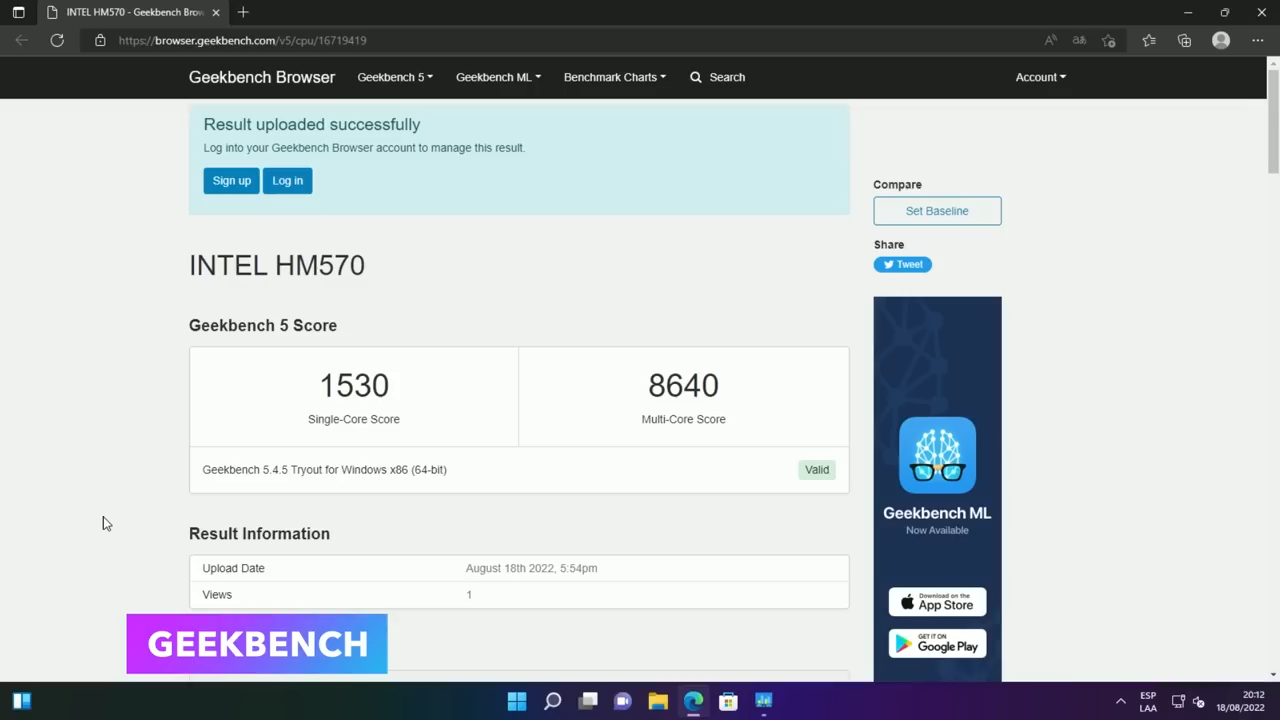 INTEL HM570 - Geekbench Brow
https://browser.geekbench.com/v5/cpu/16719419
Geekbench Browser
Geekbench 5
Geekbench ML
Benchmark Charts
Search
Account
Result uploaded successfully
Log into your Geekbench Browser account to manage this result.
Sign up
Log in
Compare
Set Baseline
Share
Tweet
INTEL HM570
Geekbench 5 Score
1530
8640
Single-Core Score
Multi-Core Score
Geekbench 5.4.5 Tryout for Windows x86 (64-bit)
Valid
Result Information
Upload Date August 18th 2022, 5:54pm
Views 1
Geekbench ML
Now Available
Download on the
App Store
GET IT ON
Google Play
GEEKBENCH
ESP
LAA
20:12
18/08/2022